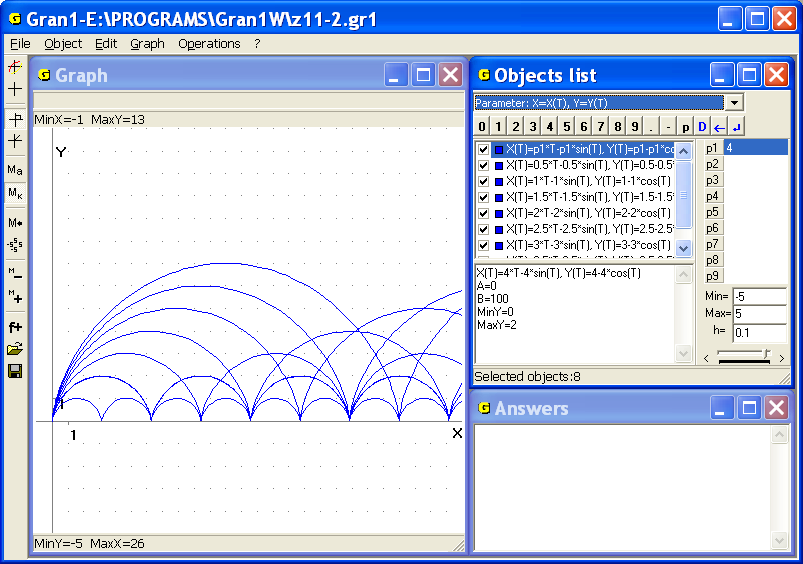 Gran1-E:\PROGRAMS\Gran1W\z11-2.gr1
File Object Edit Graph Operations ?
Graph
MinX=-1 MaxY=13
Y
1
1
X
MinY=-5 MaxX=26
Ma
Mк
M
M
M
f+
Objects list
Parameter: X=X(T), Y=Y(T)
0 1 2 3 4 5 6 7 8 9 . - p D
X(T)=p1*T-p1*sin(T), Y(T)=p1-p1*co
X(T)=0.5*T-0.5*sin(T), Y(T)=0.5-0.5*
X(T)=1*T-1*sin(T), Y(T)=1-1*cos(T)
X(T)=1.5*T-1.5*sin(T), Y(T)=1.5-1.5*
X(T)=2*T-2*sin(T), Y(T)=2-2*cos(T)
X(T)=2.5*T-2.5*sin(T), Y(T)=2.5-2.5*
X(T)=3*T-3*sin(T), Y(T)=3-3*cos(T)
p1 4
p2
p3
p4
p5
p6
p7
p8
p9
X(T)=4*T-4*sin(T), Y(T)=4-4*cos(T)
A=0
B=100
MinY=0
MaxY=2
Min= -5
Max= 5
h= 0.1
Selected objects:8
Answers